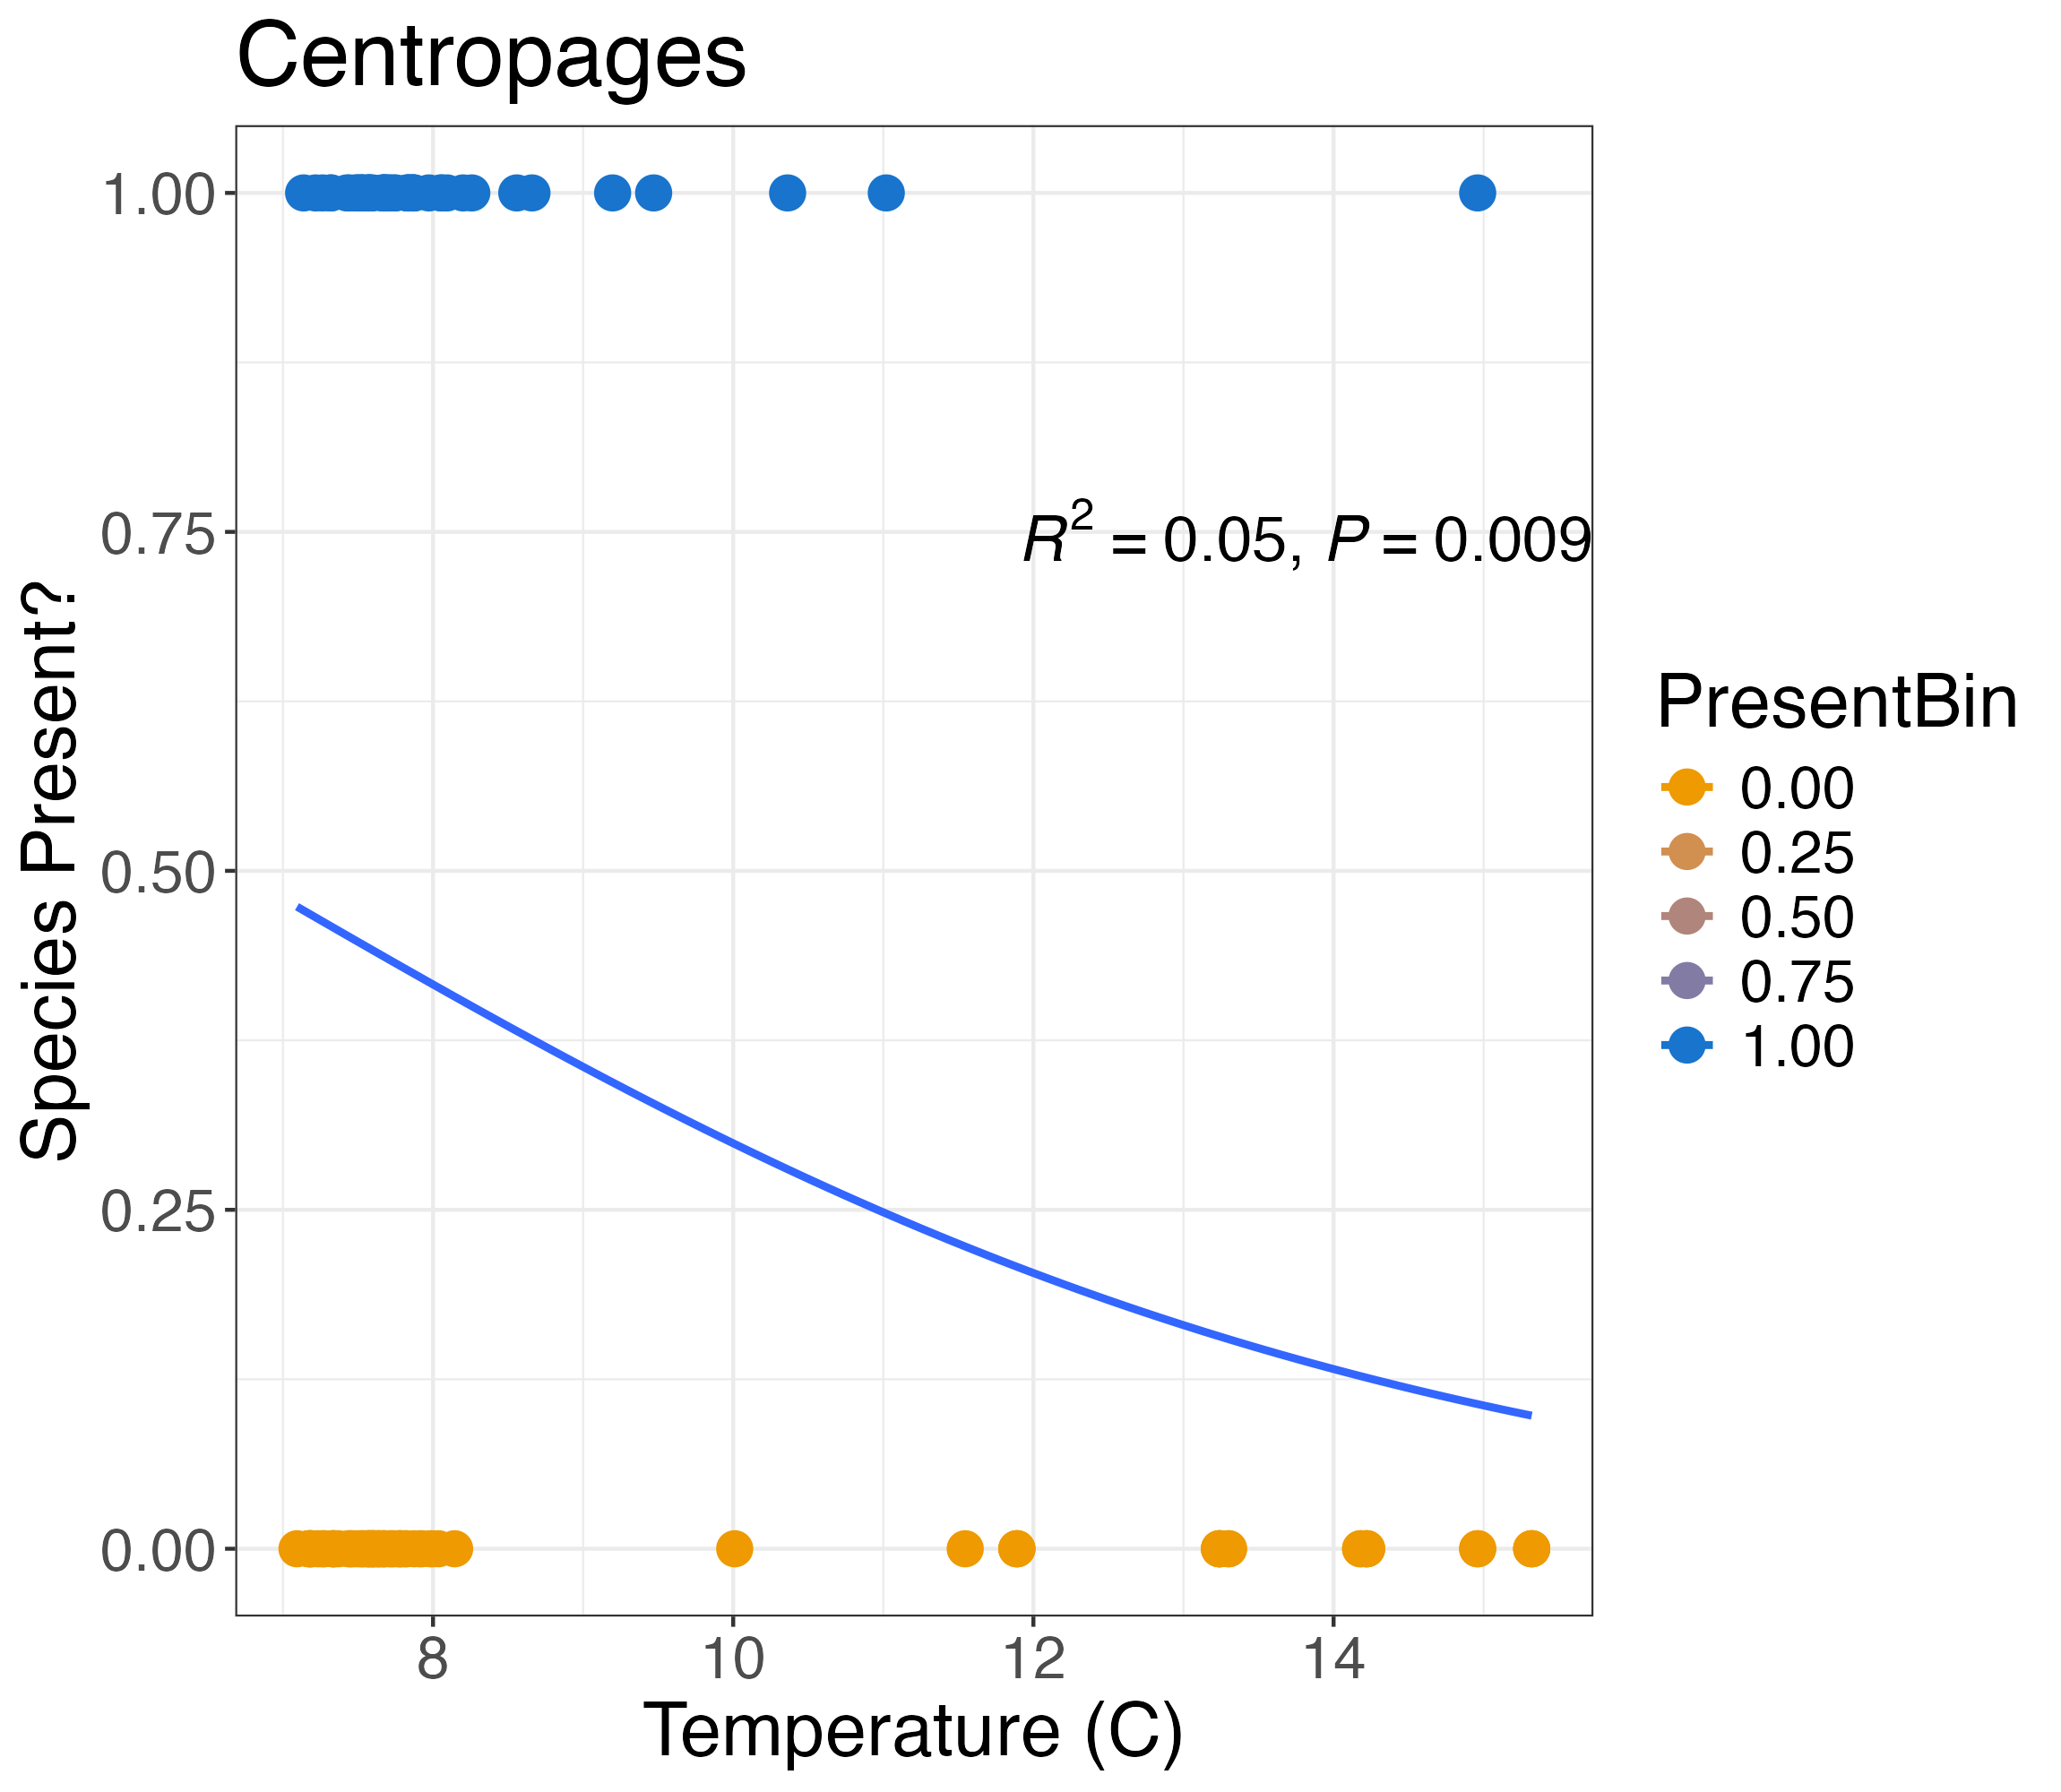 Centropages
1.00
0.75
0.50
0.25
0.00
Species Present?
R² = 0.05, P = 0.009
8 10 12 14
Temperature (C)
PresentBin
0.00
0.25
0.50
0.75
1.00